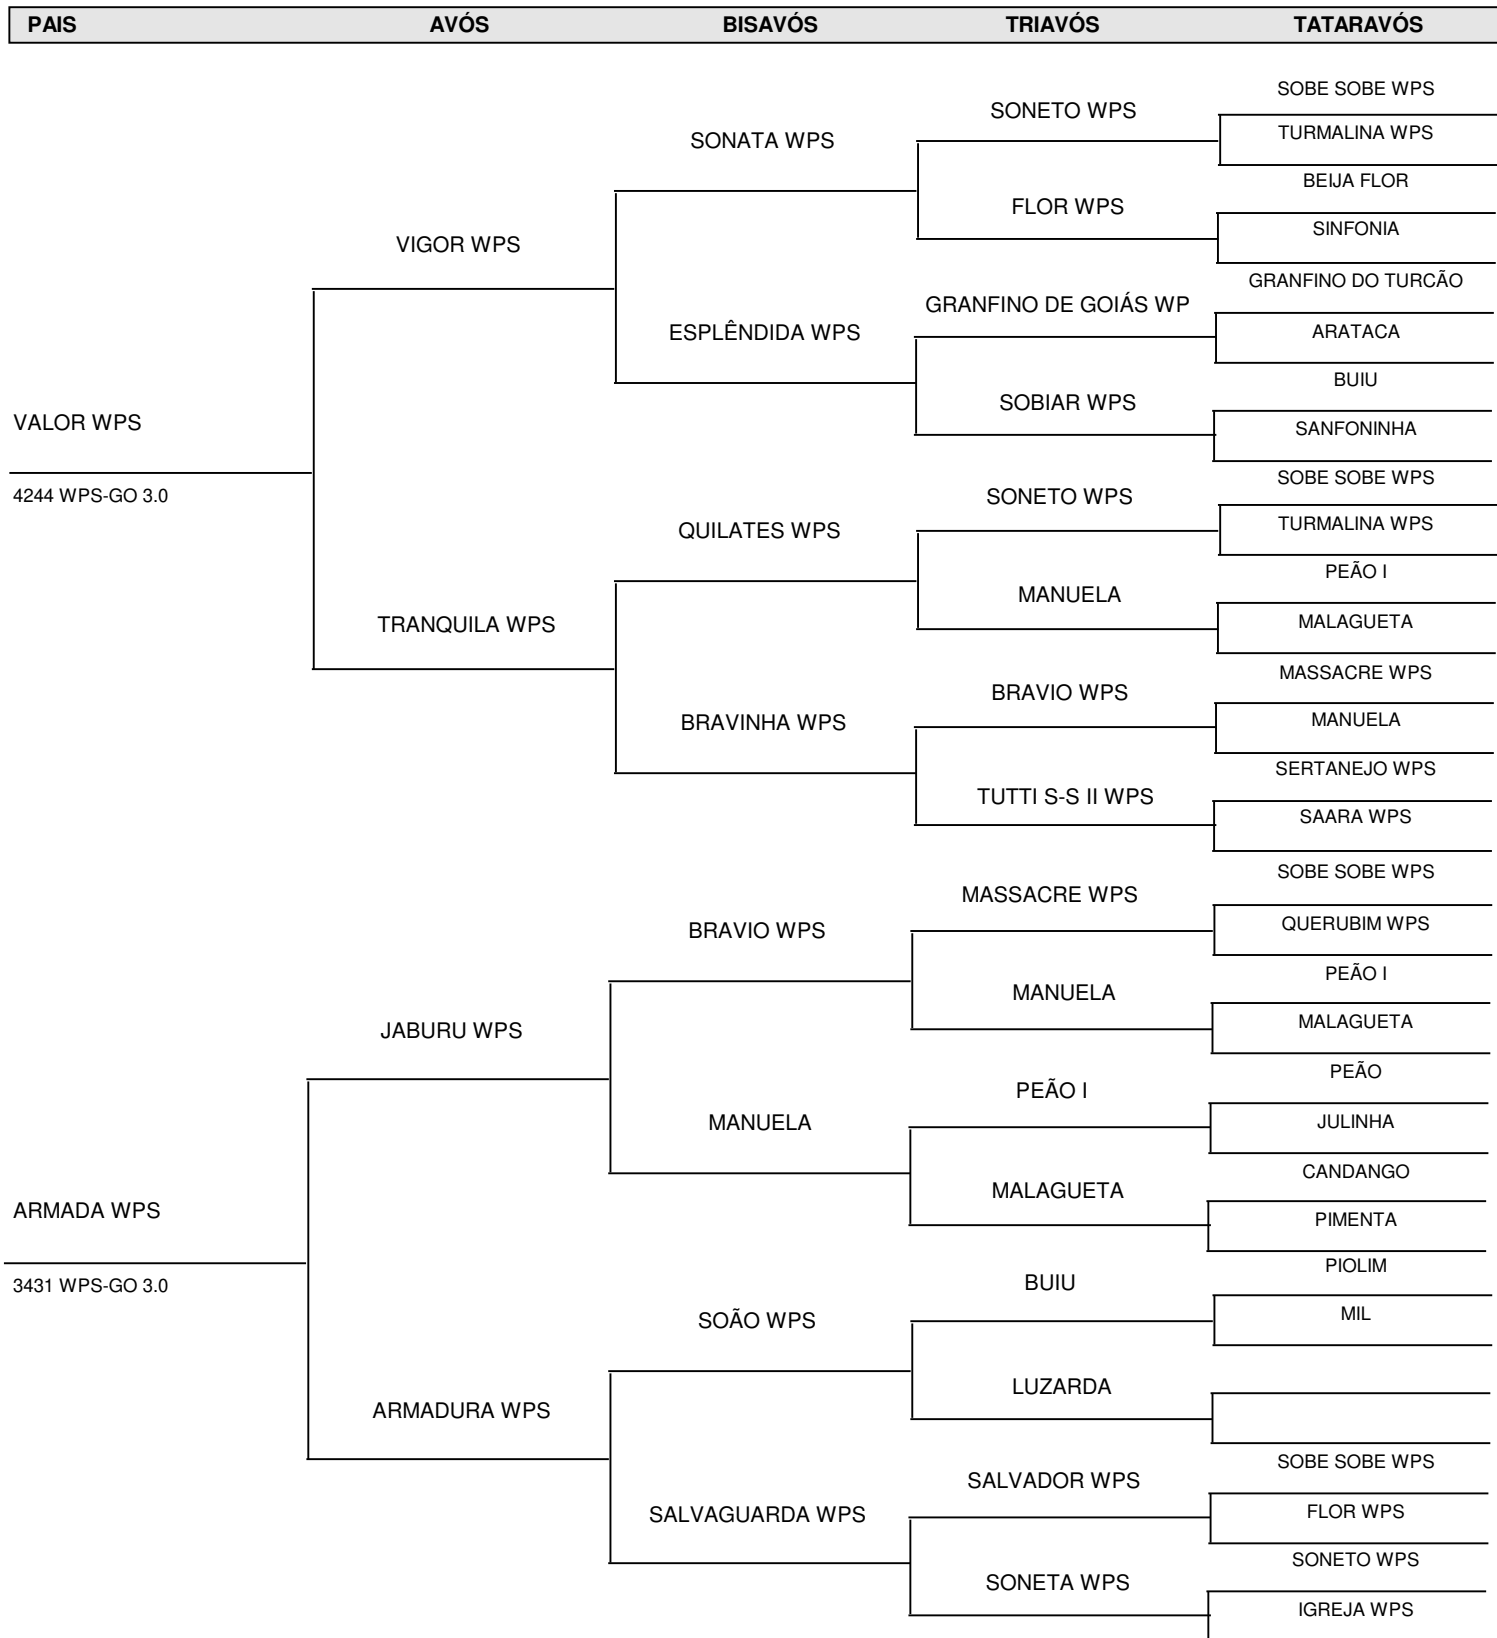 PAIS AVÓS BISAVÓS TRIAVÓS TATARAVÓS
SOBE SOBE WPS
SONETO WPS
TURMALINA WPS
SONATA WPS
BEIJA FLOR
FLOR WPS
SINFONIA
VIGOR WPS
GRANFINO DO TURCÃO
GRANFINO DE GOIÁS WP
ARATACA
ESPLÊNDIDA WPS
BUIU
SOBIAR WPS
SANFONINHA
VALOR WPS
4244 WPS-GO 3.0
SOBE SOBE WPS
SONETO WPS
TURMALINA WPS
QUILATES WPS
PEÃO I
MANUELA
MALAGUETA
TRANQUILA WPS
MASSACRE WPS
BRAVIO WPS
MANUELA
BRAVINHA WPS
SERTANEJO WPS
TUTTI S-S II WPS
SAARA WPS
SOBE SOBE WPS
MASSACRE WPS
QUERUBIM WPS
BRAVIO WPS
PEÃO I
MANUELA
MALAGUETA
JABURU WPS
PEÃO
PEÃO I
JULINHA
MANUELA
CANDANGO
MALAGUETA
PIMENTA
ARMADA WPS
3431 WPS-GO 3.0
PIOLIM
BUIU
MIL
SOÃO WPS
LUZARDA
ARMADURA WPS
SOBE SOBE WPS
SALVADOR WPS
FLOR WPS
SALVAGUARDA WPS
SONETO WPS
SONETA WPS
IGREJA WPS